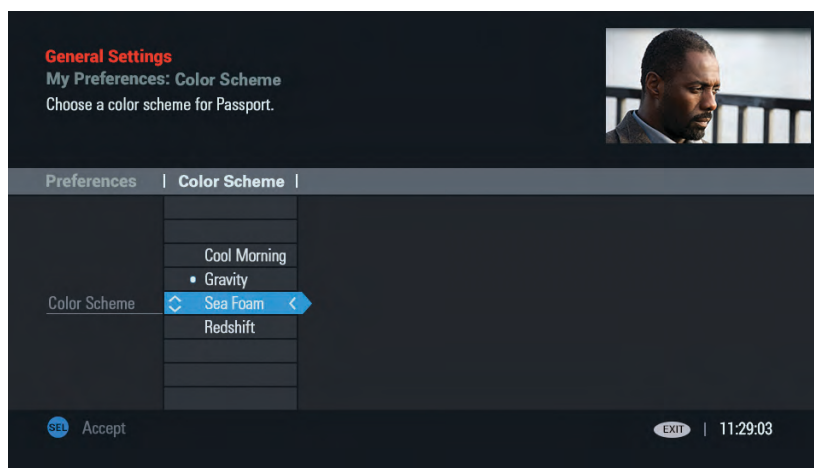 General Settings
My Preferences: Color Scheme
Choose a color scheme for Passport.
Preferences | Color Scheme |
Cool Morning
• Gravity
Color Scheme Sea Foam
Redshift
SEL Accept
EXIT | 11:29:03